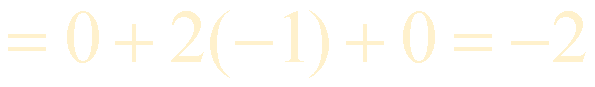 = 0 + 2(−1) + 0 = −2